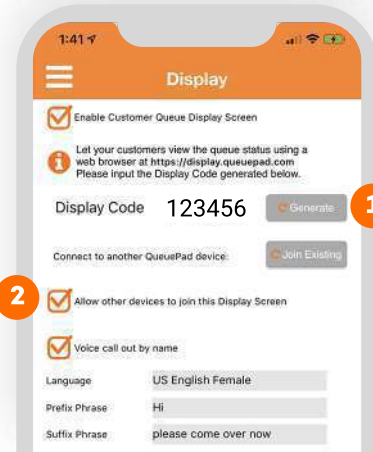 1:41
Display
Enable Customer Queue Display Screen
Let your customers view the queue status using a
web browser at https://display.queuepad.com
Please input the Display Code generated below.
Display Code 123456 Generate
1
Connect to another QueuePad device: Join Existing
2
Allow other devices to join this Display Screen
Voice call out by name
Language US English Female
Prefix Phrase Hi
Suffix Phrase please come over now